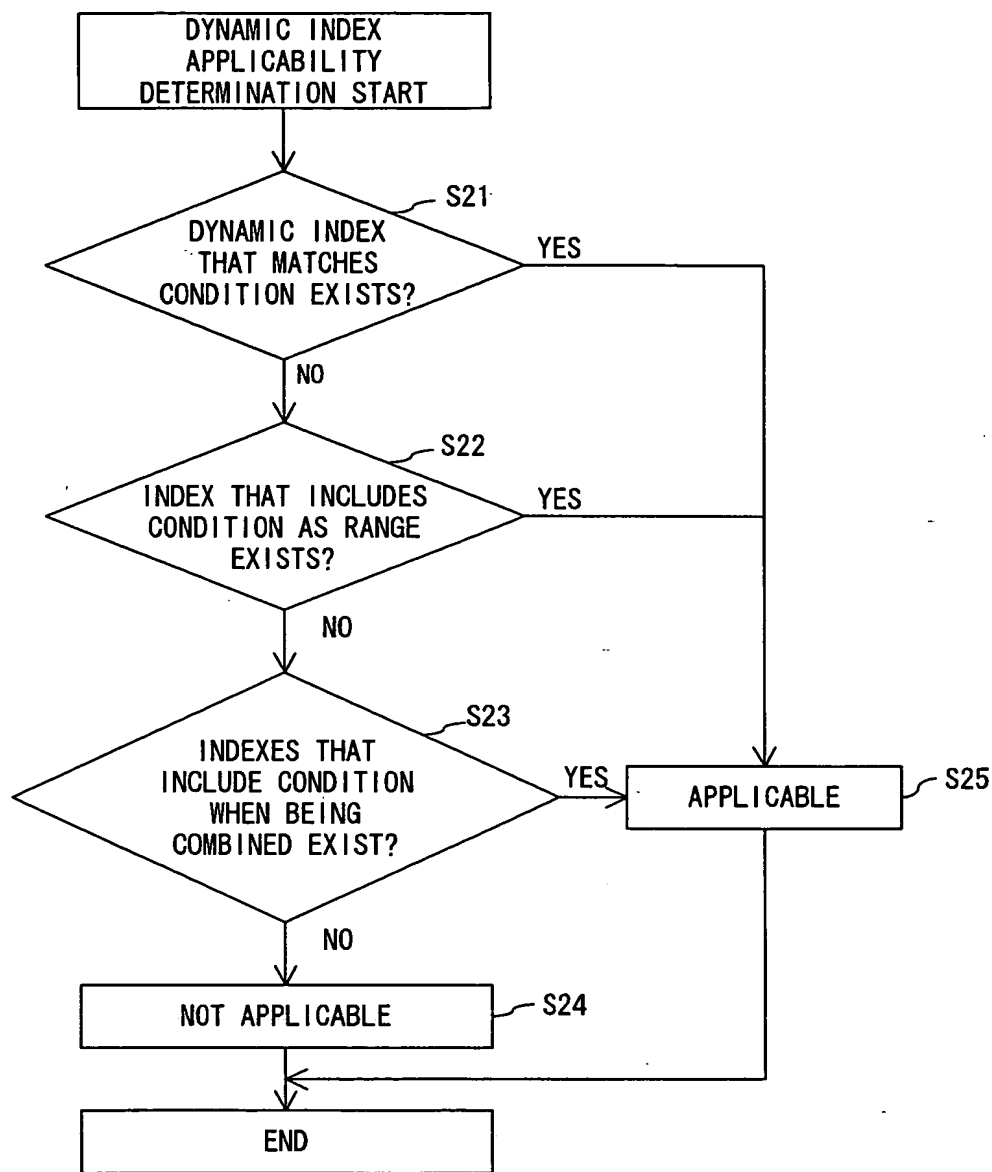 DYNAMIC INDEX
APPLICABILITY
DETERMINATION START
S21
DYNAMIC INDEX
THAT MATCHES
CONDITION EXISTS?
YES
NO
S22
INDEX THAT INCLUDES
CONDITION AS RANGE
EXISTS?
YES
NO
S23
INDEXES THAT
INCLUDE CONDITION
WHEN BEING
COMBINED EXIST?
YES
APPLICABLE
S25
NO
NOT APPLICABLE
S24
END